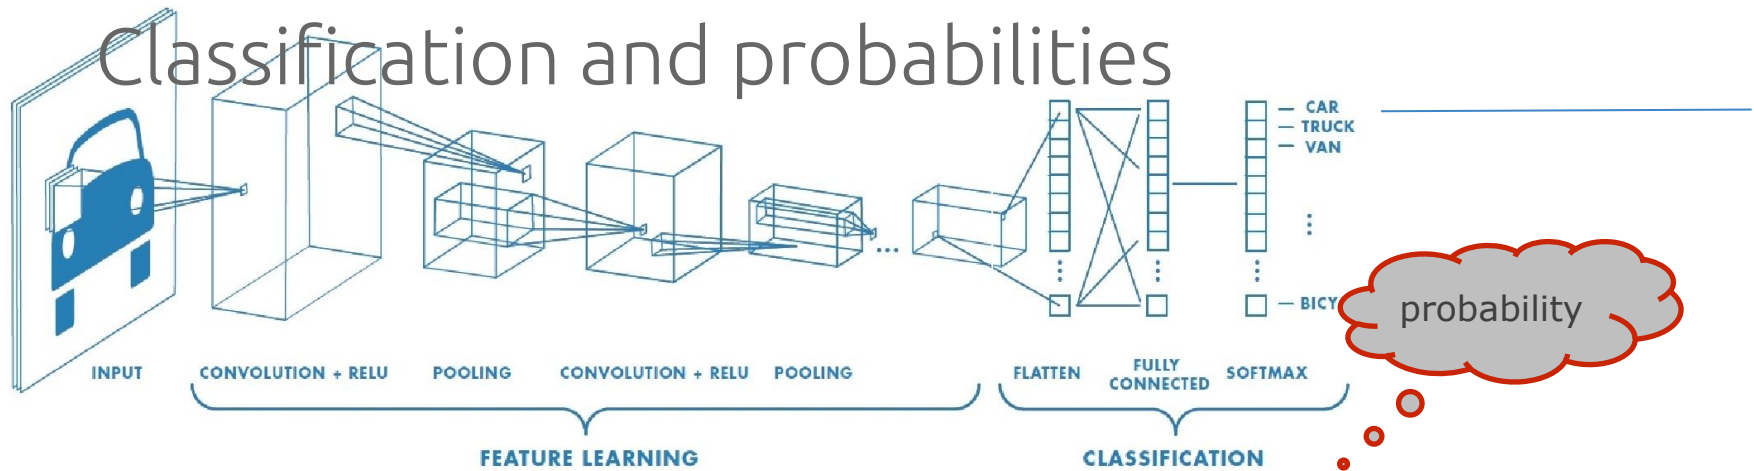 Classification and probabilities
CAR
TRUCK
VAN
BICY
probability
INPUT
CONVOLUTION + RELU
POOLING
CONVOLUTION + RELU
POOLING
FLATTEN
FULLY
CONNECTED
SOFTMAX
FEATURE LEARNING
CLASSIFICATION